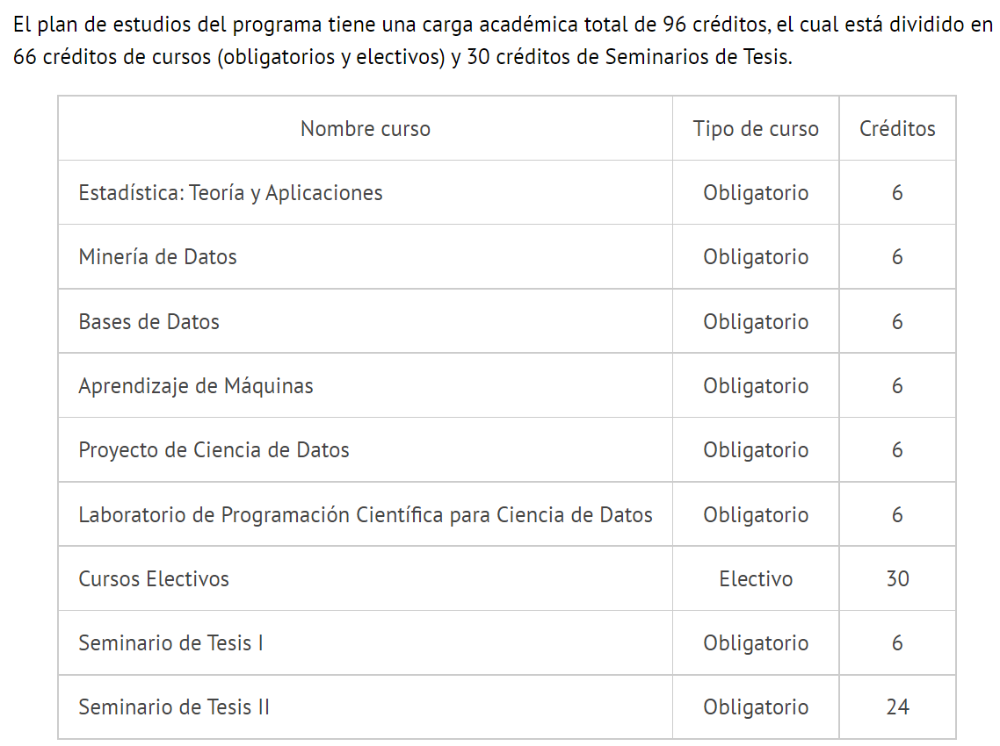 El plan de estudios del programa tiene una carga académica total de 96 créditos, el cual está dividido en
66 créditos de cursos (obligatorios y electivos) y 30 créditos de Seminarios de Tesis.
Nombre curso Tipo de curso Créditos
Estadística: Teoría y Aplicaciones Obligatorio 6
Minería de Datos Obligatorio 6
Bases de Datos Obligatorio 6
Aprendizaje de Máquinas Obligatorio 6
Proyecto de Ciencia de Datos Obligatorio 6
Laboratorio de Programación Científica para Ciencia de Datos Obligatorio 6
Cursos Electivos Electivo 30
Seminario de Tesis I Obligatorio 6
Seminario de Tesis II Obligatorio 24